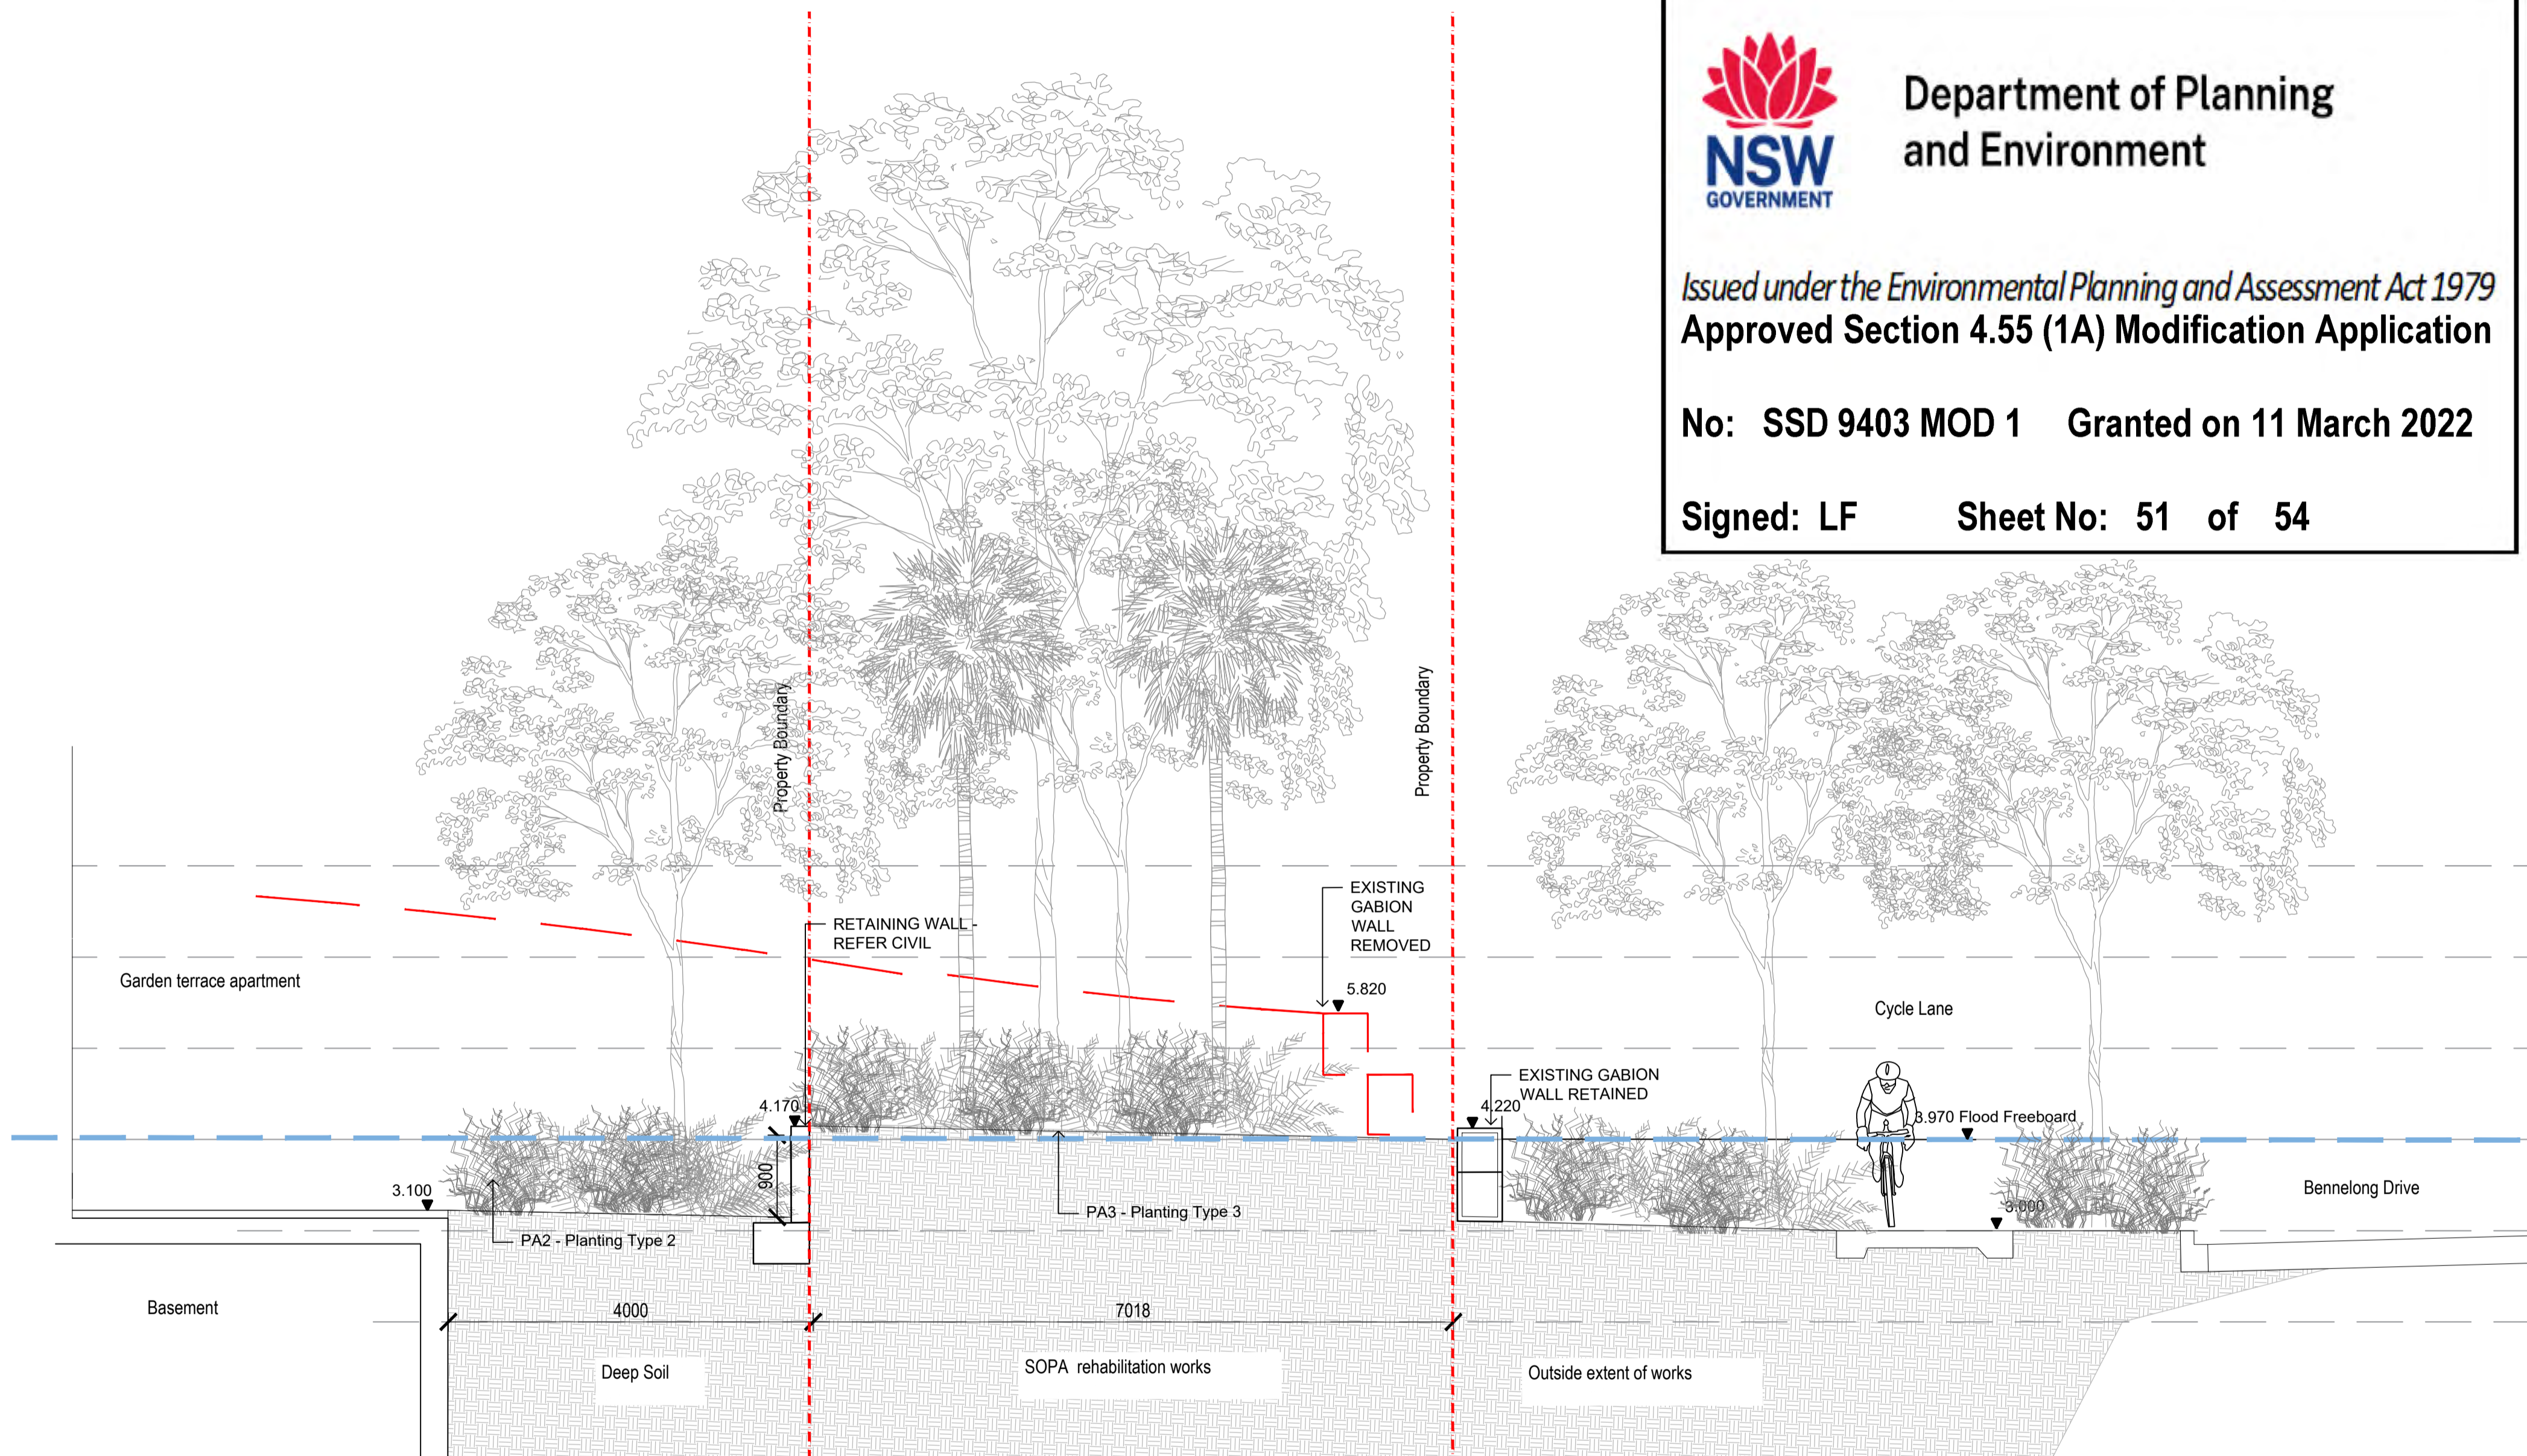 NSW
GOVERNMENT
Department of Planning
and Environment
Issued under the Environmental Planning and Assessment Act 1979
Approved Section 4.55 (1A) Modification Application
No: SSD 9403 MOD 1 Granted on 11 March 2022
Signed: LF Sheet No: 51 of 54
Property Boundary
Property Boundary
EXISTING
GABION
WALL
REMOVED
RETAINING WALL -
REFER CIVIL
Garden terrace apartment
5.820
Cycle Lane
EXISTING GABION
WALL RETAINED
4.170
4.220
3.970 Flood Freeboard
900
3.100
Bennelong Drive
3.000
PA3 - Planting Type 3
PA2 - Planting Type 2
Basement
4000
7018
Deep Soil
SOPA rehabilitation works
Outside extent of works